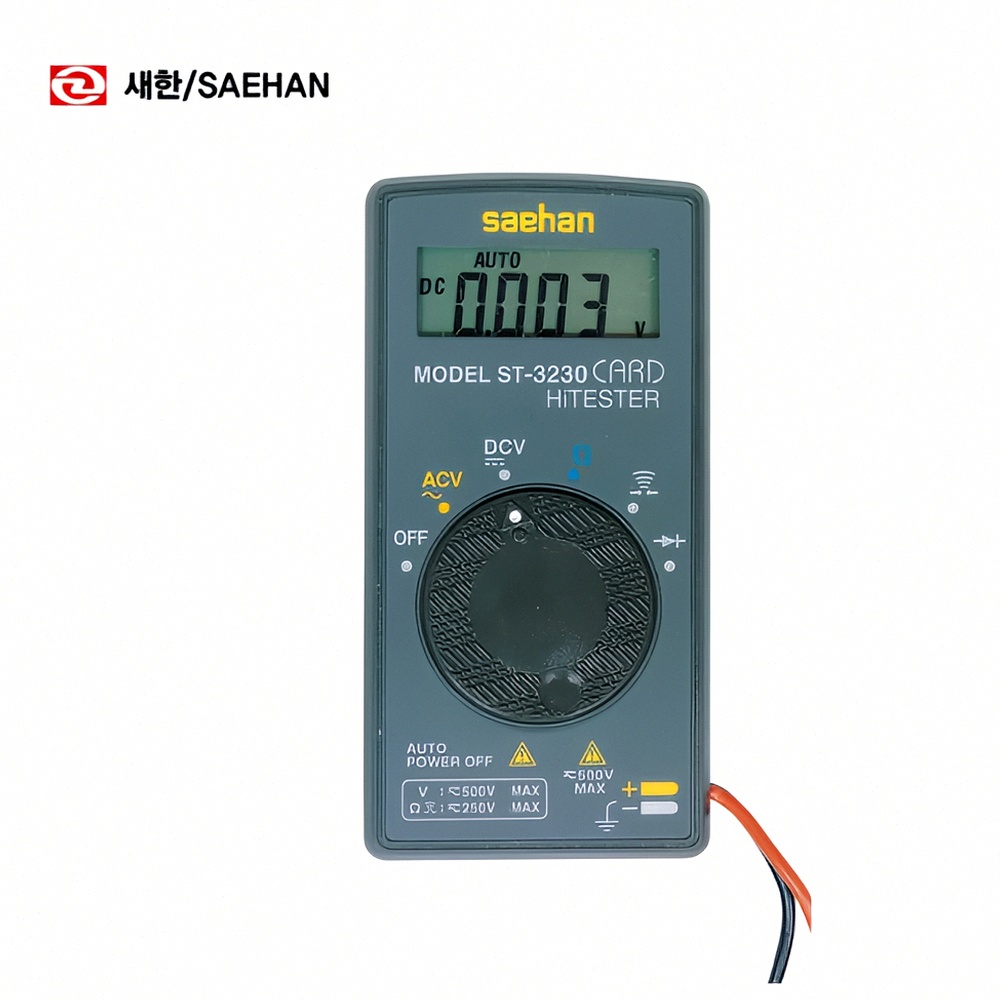 새한/SAEHAN
saehan
AUTO
DC 0.003 V
MODEL ST-3230 CARD
HiTESTER
DCV
Ω
ACV
OFF
AUTO
POWER OFF
V : 500V MAX
Ω : 250V MAX
500V
MAX
+
−